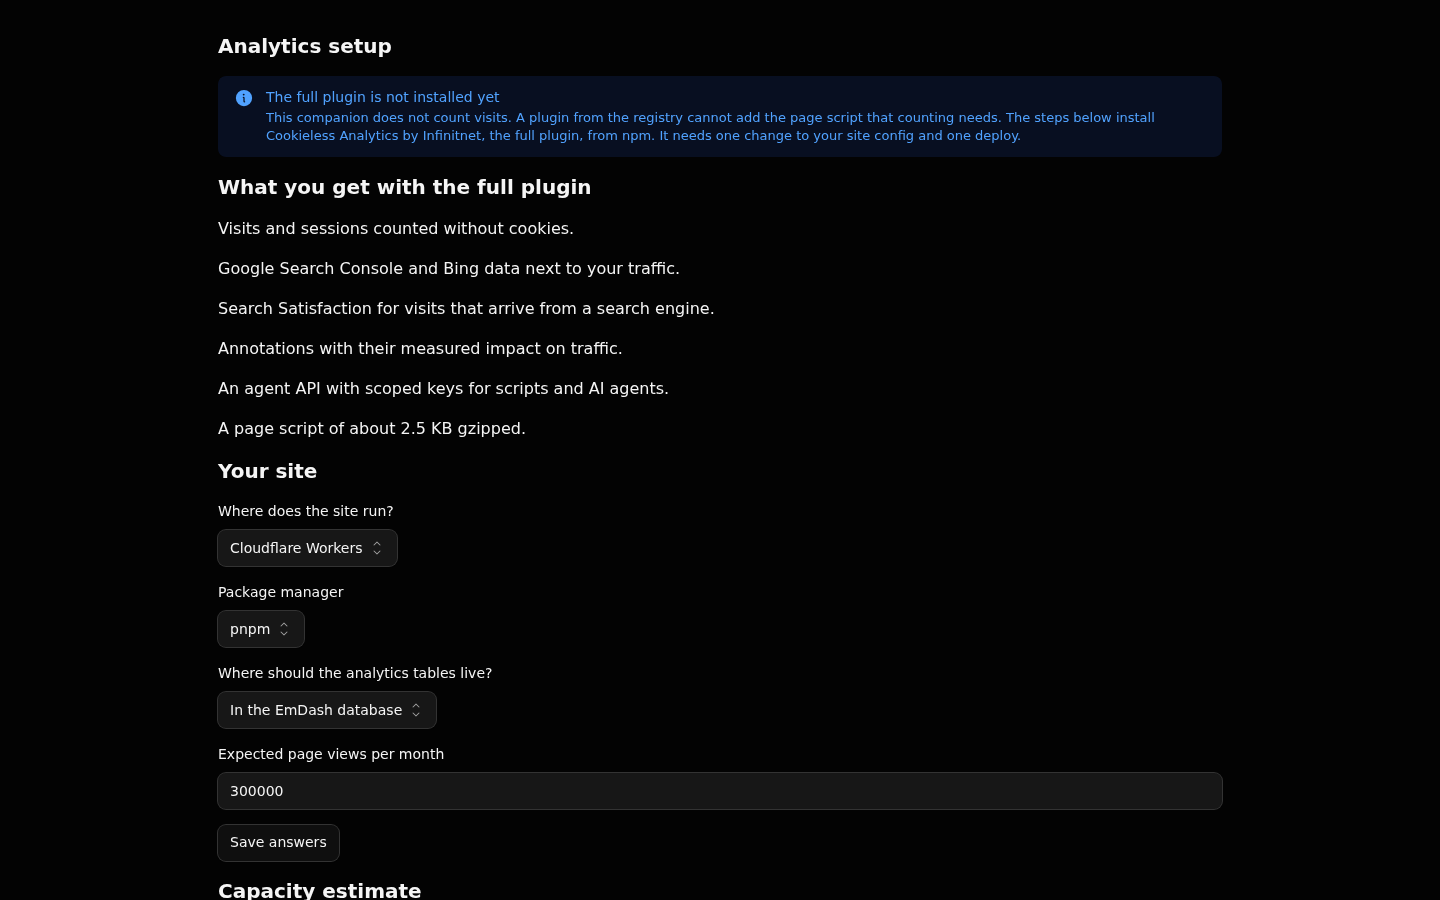 Analytics setup
The full plugin is not installed yet
This companion does not count visits. A plugin from the registry cannot add the page script that counting needs. The steps below install
Cookieless Analytics by Infinitnet, the full plugin, from npm. It needs one change to your site config and one deploy.
What you get with the full plugin
Visits and sessions counted without cookies.
Google Search Console and Bing data next to your traffic.
Search Satisfaction for visits that arrive from a search engine.
Annotations with their measured impact on traffic.
An agent API with scoped keys for scripts and AI agents.
A page script of about 2.5 KB gzipped.
Your site
Where does the site run?
Cloudflare Workers
Package manager
pnpm
Where should the analytics tables live?
In the EmDash database
Expected page views per month
300000
Save answers
Capacity estimate